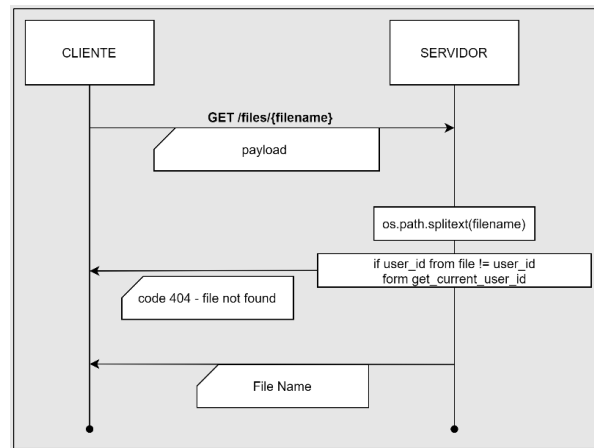 CLIENTE
SERVIDOR
GET /files/{filename}
payload
os.path.splitext(filename)
if user_id from file != user_id
form get_current_user_id
code 404 - file not found
File Name